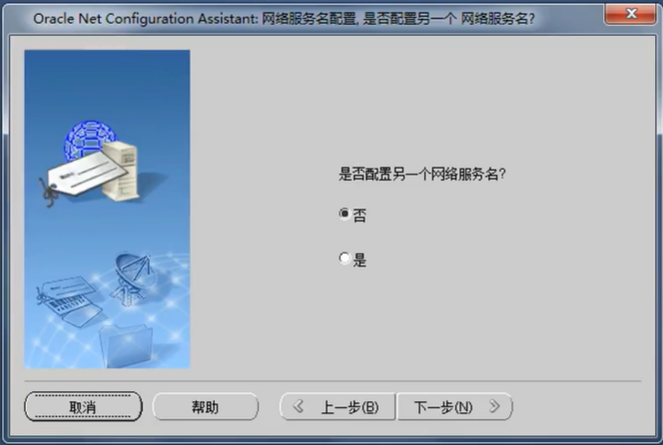 Oracle Net Configuration Assistant: 网络服务名配置, 是否配置另一个 网络服务名?
是否配置另一个网络服务名?
否
是
取消
帮助
上一步(B)
下一步(N)